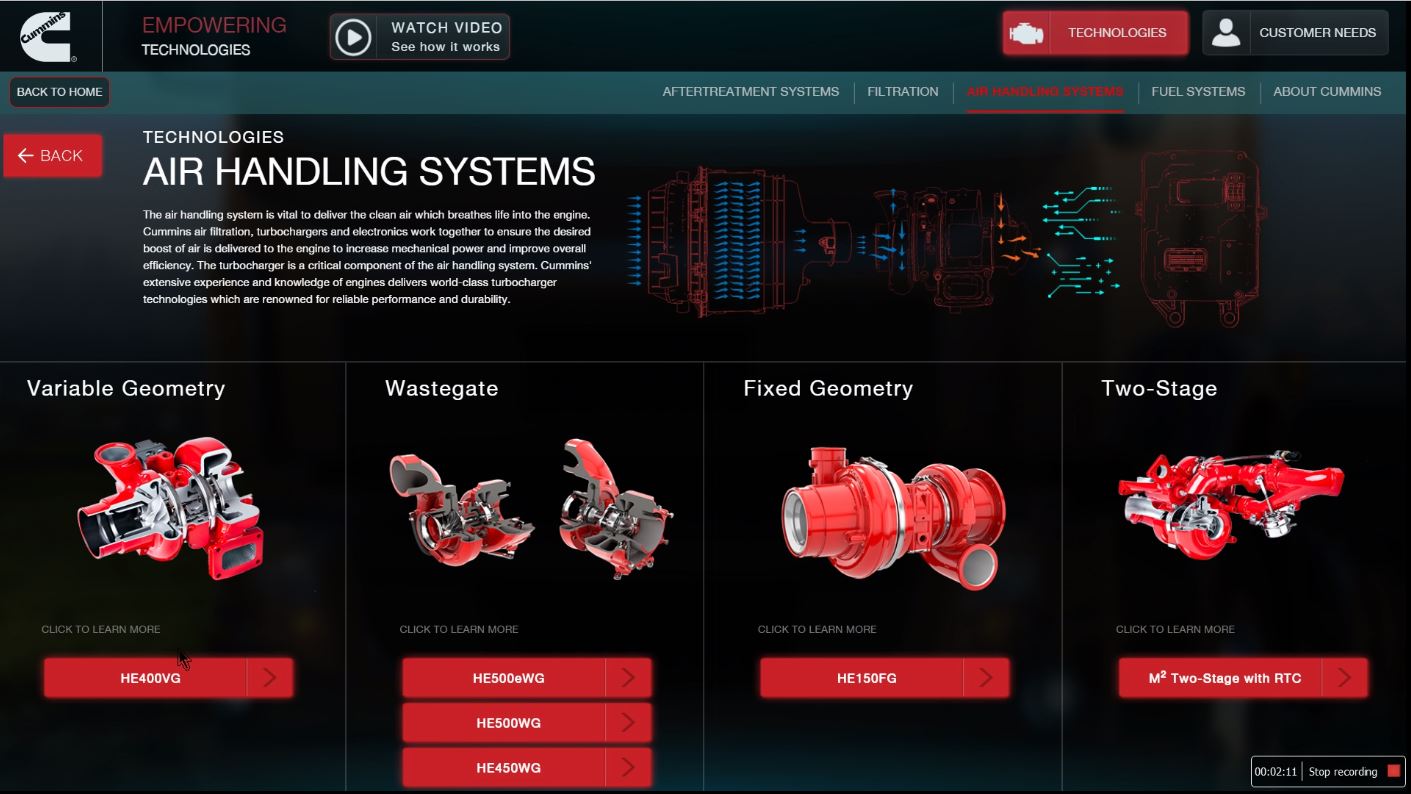 Cummins
EMPOWERING
TECHNOLOGIES
WATCH VIDEO
See how it works
TECHNOLOGIES
CUSTOMER NEEDS
BACK TO HOME
AFTERTREATMENT SYSTEMS
FILTRATION
AIR HANDLING SYSTEMS
FUEL SYSTEMS
ABOUT CUMMINS
BACK
TECHNOLOGIES
AIR HANDLING SYSTEMS
The air handling system is vital to deliver the clean air which breathes life into the engine.
Cummins air filtration, turbochargers and electronics work together to ensure the desired
boost of air is delivered to the engine to increase mechanical power and improve overall
efficiency. The turbocharger is a critical component of the air handling system. Cummins'
extensive experience and knowledge of engines delivers world-class turbocharger
technologies which are renowned for reliable performance and durability.
Variable Geometry
CLICK TO LEARN MORE
HE400VG
Wastegate
CLICK TO LEARN MORE
HE500eWG
HE500WG
HE450WG
Fixed Geometry
CLICK TO LEARN MORE
HE150FG
Two-Stage
CLICK TO LEARN MORE
M² Two-Stage with RTC
00:02:11
Stop recording